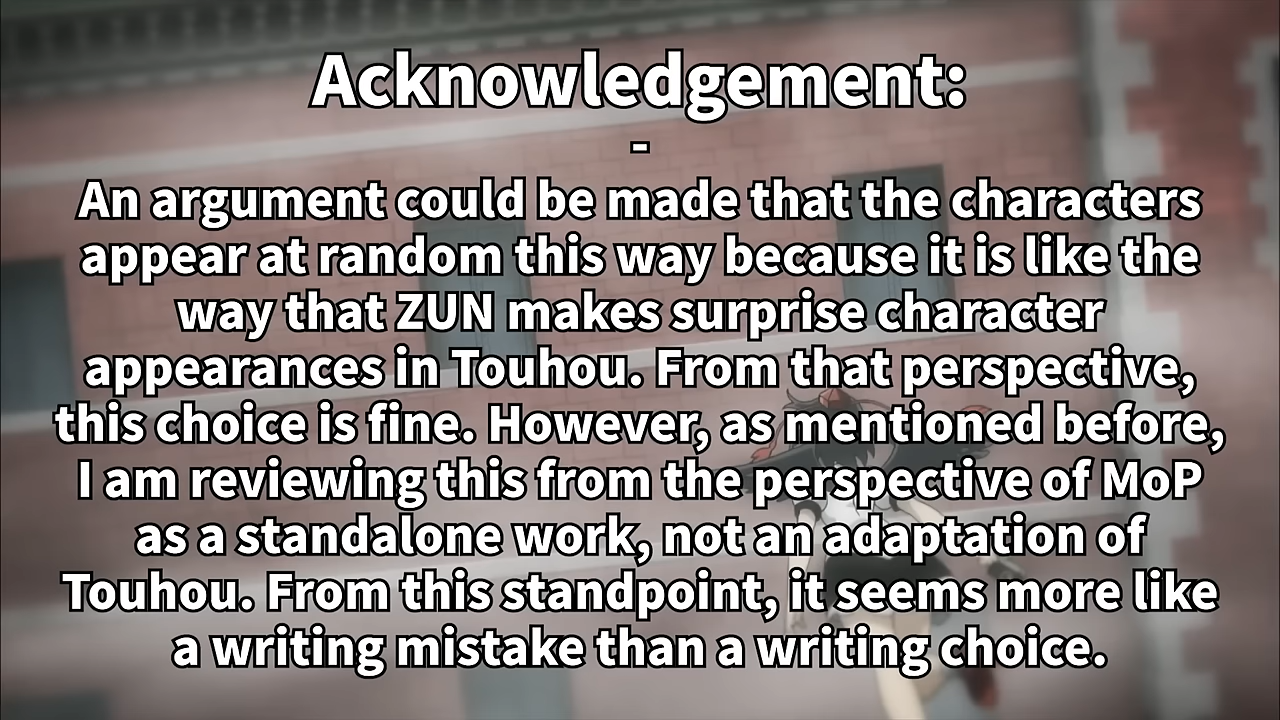 Acknowledgement:
-
An argument could be made that the characters
appear at random this way because it is like the
way that ZUN makes surprise character
appearances in Touhou. From that perspective,
this choice is fine. However, as mentioned before,
I am reviewing this from the perspective of MoP
as a standalone work, not an adaptation of
Touhou. From this standpoint, it seems more like
a writing mistake than a writing choice.